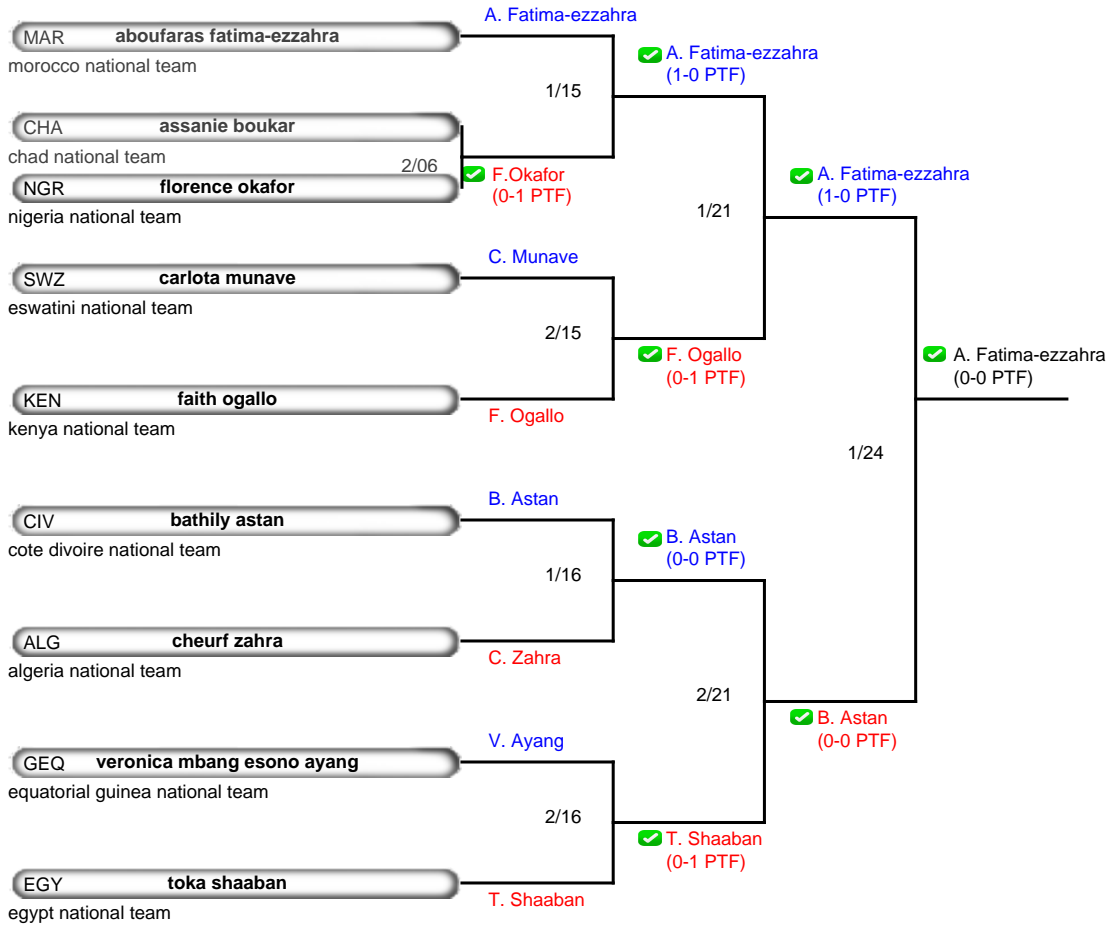 A. Fatima-ezzahra
MAR aboufaras fatima-ezzahra
morocco national team
A. Fatima-ezzahra
(1-0 PTF)
1/15
CHA assanie boukar
chad national team
2/06
F.Okafor
(0-1 PTF)
NGR florence okafor
nigeria national team
A. Fatima-ezzahra
(1-0 PTF)
1/21
C. Munave
SWZ carlota munave
eswatini national team
2/15
F. Ogallo
(0-1 PTF)
A. Fatima-ezzahra
(0-0 PTF)
KEN faith ogallo
kenya national team
F. Ogallo
1/24
B. Astan
CIV bathily astan
cote divoire national team
B. Astan
(0-0 PTF)
1/16
ALG cheurf zahra
algeria national team
C. Zahra
2/21
B. Astan
(0-0 PTF)
V. Ayang
GEQ veronica mbang esono ayang
equatorial guinea national team
2/16
T. Shaaban
(0-1 PTF)
EGY toka shaaban
egypt national team
T. Shaaban